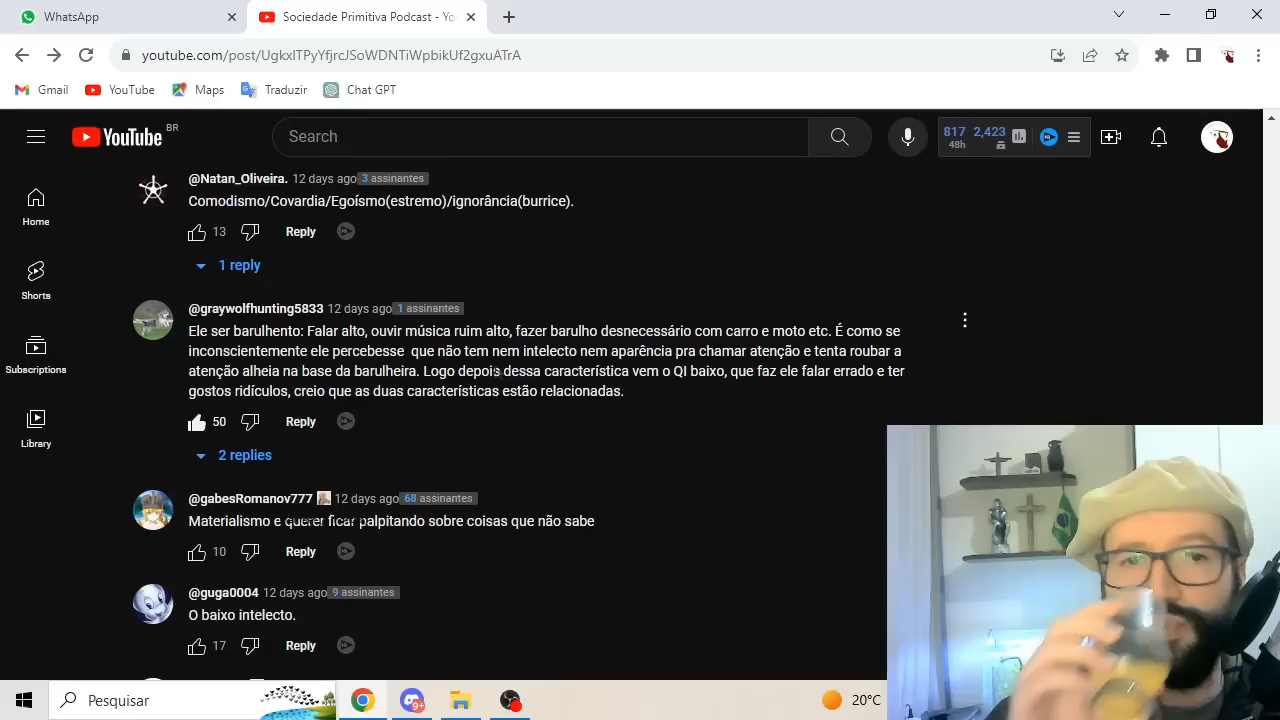 WhatsApp
Sociedade Primitiva Podcast - Yo
youtube.com/post/UgkxlTPyYfjrcJSoWDNTiWpbikUf2gxuATrA
Gmail
YouTube
Maps
Traduzir
Chat GPT
YouTube BR
Search
817 2,423
48h
@Natan_Oliveira. 12 days ago 3 assinantes
Comodismo/Covardia/Egoísmo(estremo)/ignorância(burrice).
13 Reply
1 reply
Home
Shorts
Subscriptions
Library
@graywolfhunting5833 12 days ago 1 assinantes
Ele ser barulhento: Falar alto, ouvir música ruim alto, fazer barulho desnecessário com carro e moto etc. É como se
inconscientemente ele percebesse que não tem nem intelecto nem aparência pra chamar atenção e tenta roubar a
atenção alheia na base da barulheira. Logo depois dessa característica vem o QI baixo, que faz ele falar errado e ter
gostos ridículos, creio que as duas características estão relacionadas.
50 Reply
2 replies
@gabesRomanov777 12 days ago 68 assinantes
Materialismo e querer ficar palpitando sobre coisas que não sabe
10 Reply
@guga0004 12 days ago 9 assinantes
O baixo intelecto.
17 Reply
Pesquisar
9+
20°C